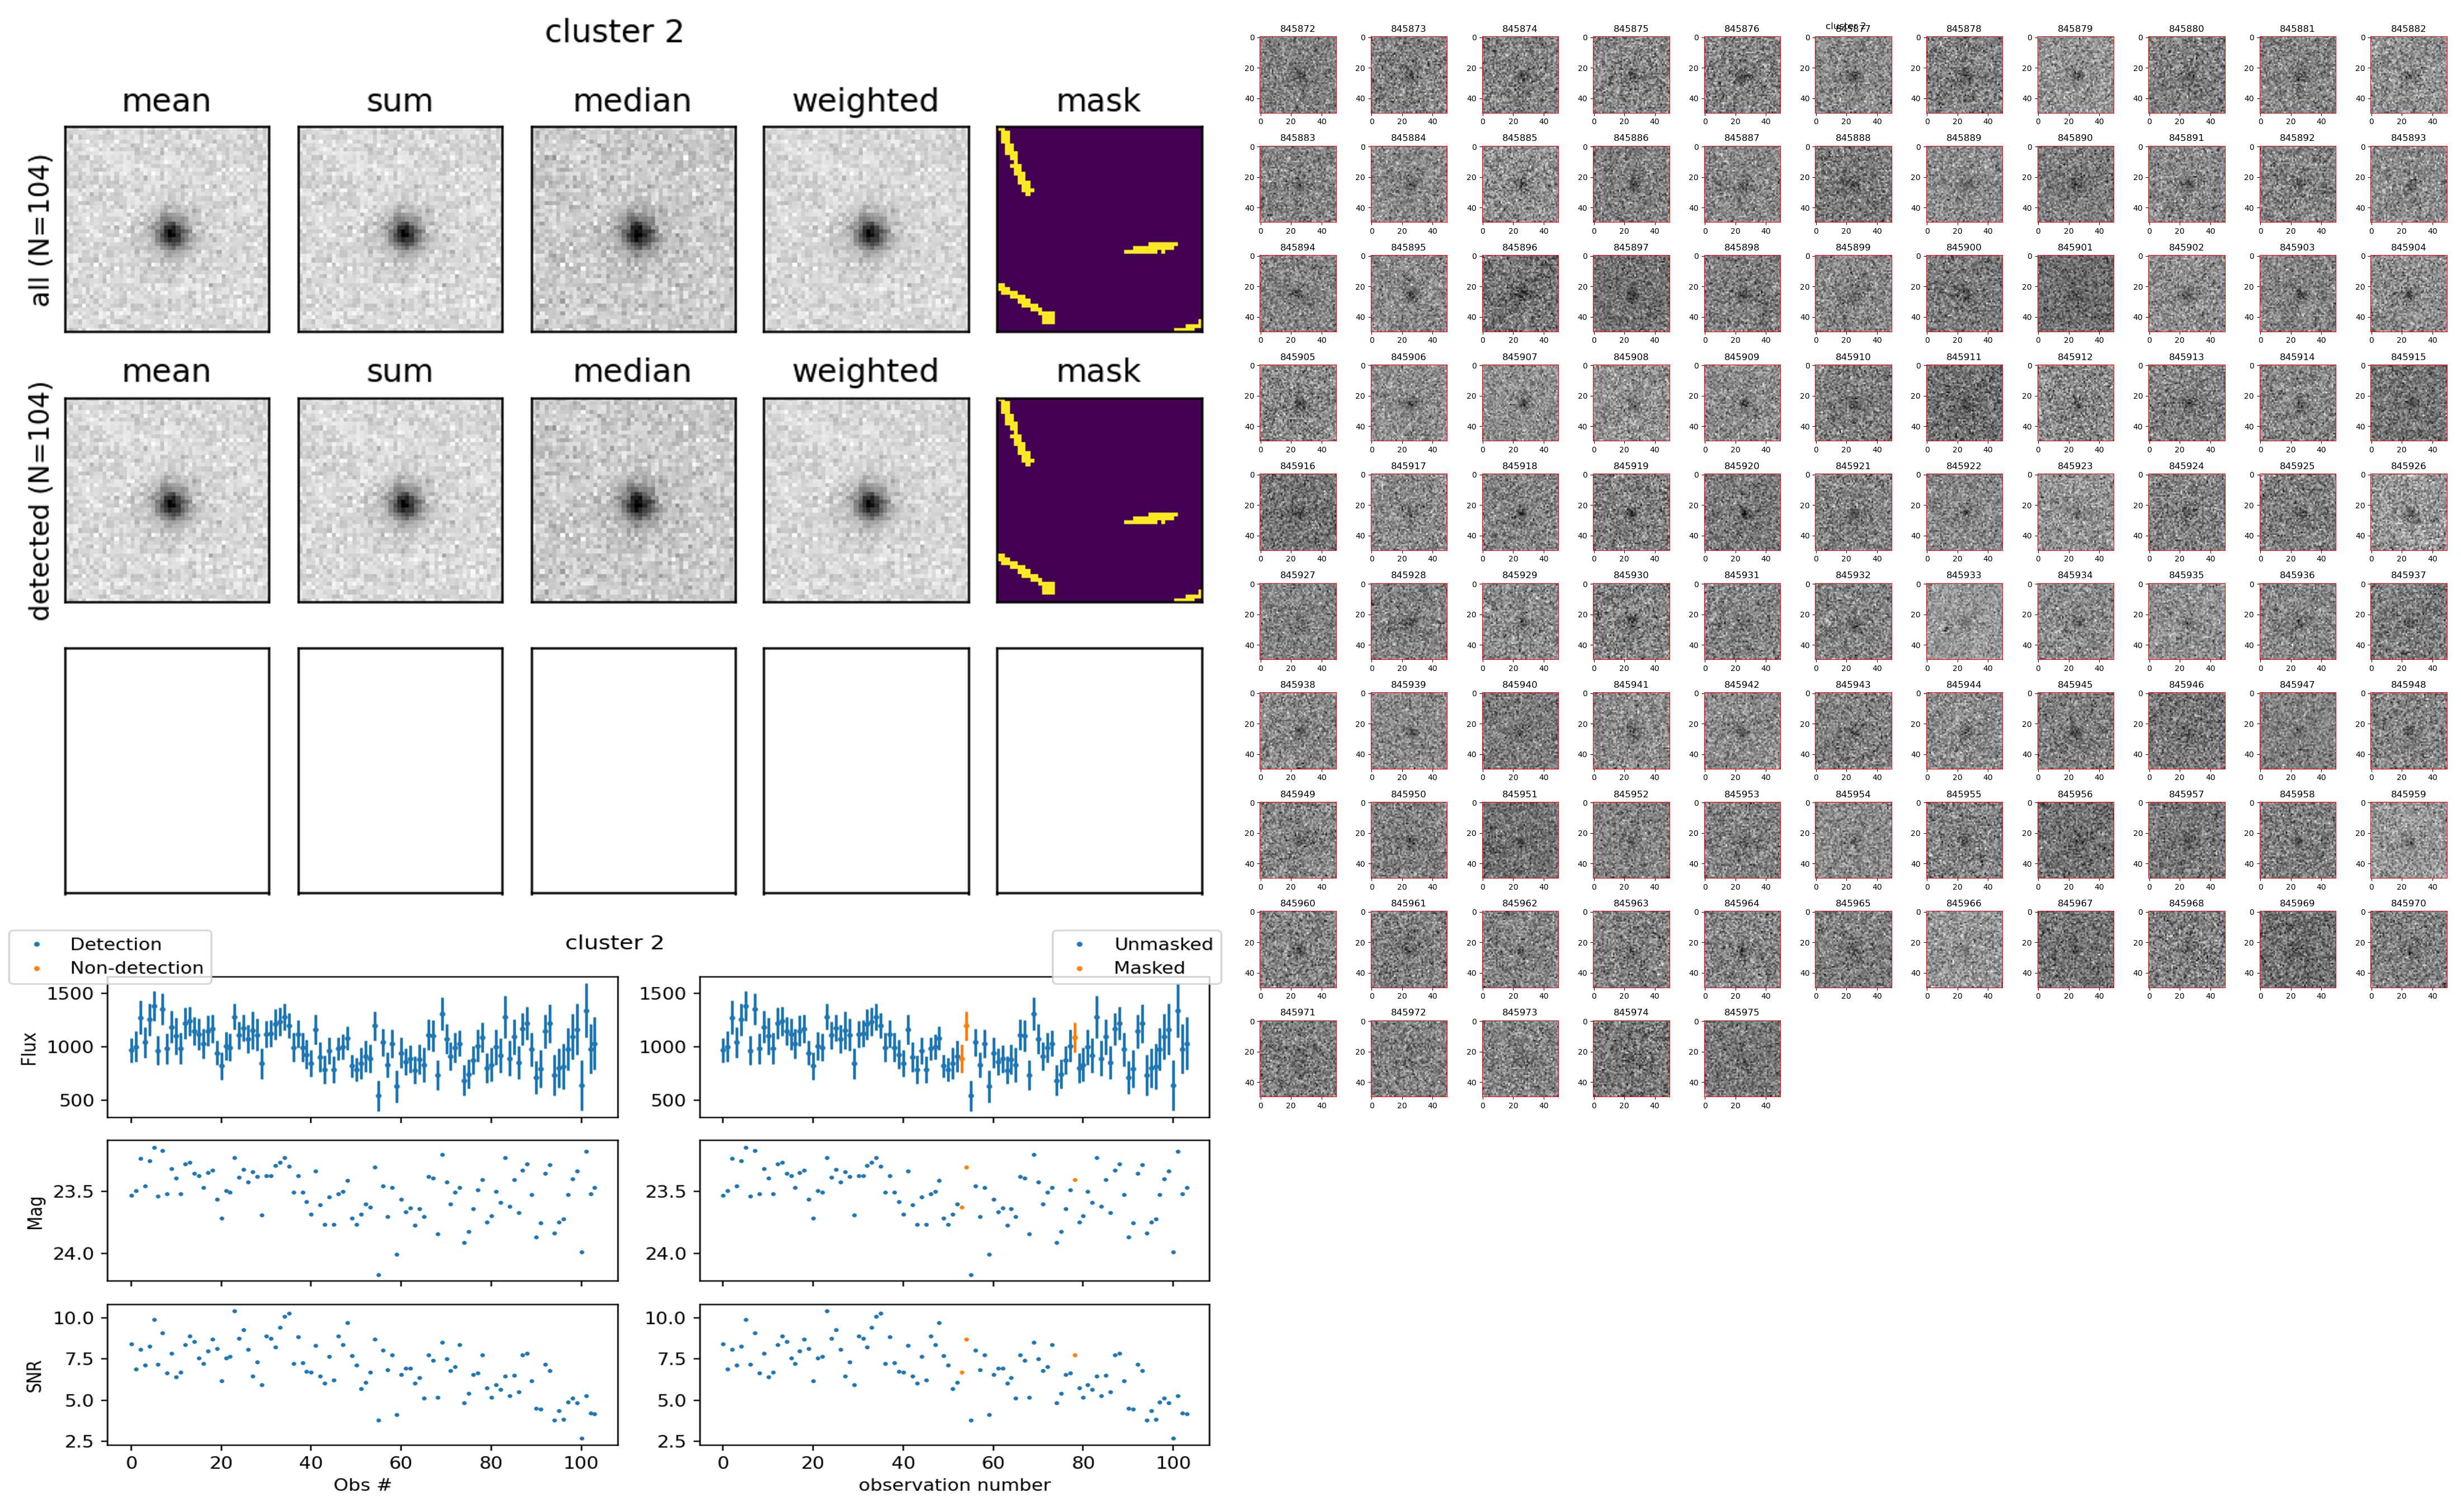 cluster 2
mean sum median weighted mask
all (N=104)
mean sum median weighted mask
detected (N=104)
cluster 2
Detection
Non-detection
Unmasked
Masked
Flux
1500
1000
500
1500
1000
500
Mag
23.5
24.0
23.5
24.0
SNR
10.0
7.5
5.0
2.5
10.0
7.5
5.0
2.5
0 20 40 60 80 100
Obs #
0 20 40 60 80 100
observation number
cluster 2
845872 845873 845874 845875 845876 845877 845878 845879 845880 845881 845882
845883 845884 845885 845886 845887 845888 845889 845890 845891 845892 845893
845894 845895 845896 845897 845898 845899 845900 845901 845902 845903 845904
845905 845906 845907 845908 845909 845910 845911 845912 845913 845914 845915
845916 845917 845918 845919 845920 845921 845922 845923 845924 845925 845926
845927 845928 845929 845930 845931 845932 845933 845934 845935 845936 845937
845938 845939 845940 845941 845942 845943 845944 845945 845946 845947 845948
845949 845950 845951 845952 845953 845954 845955 845956 845957 845958 845959
845960 845961 845962 845963 845964 845965 845966 845967 845968 845969 845970
845971 845972 845973 845974 845975